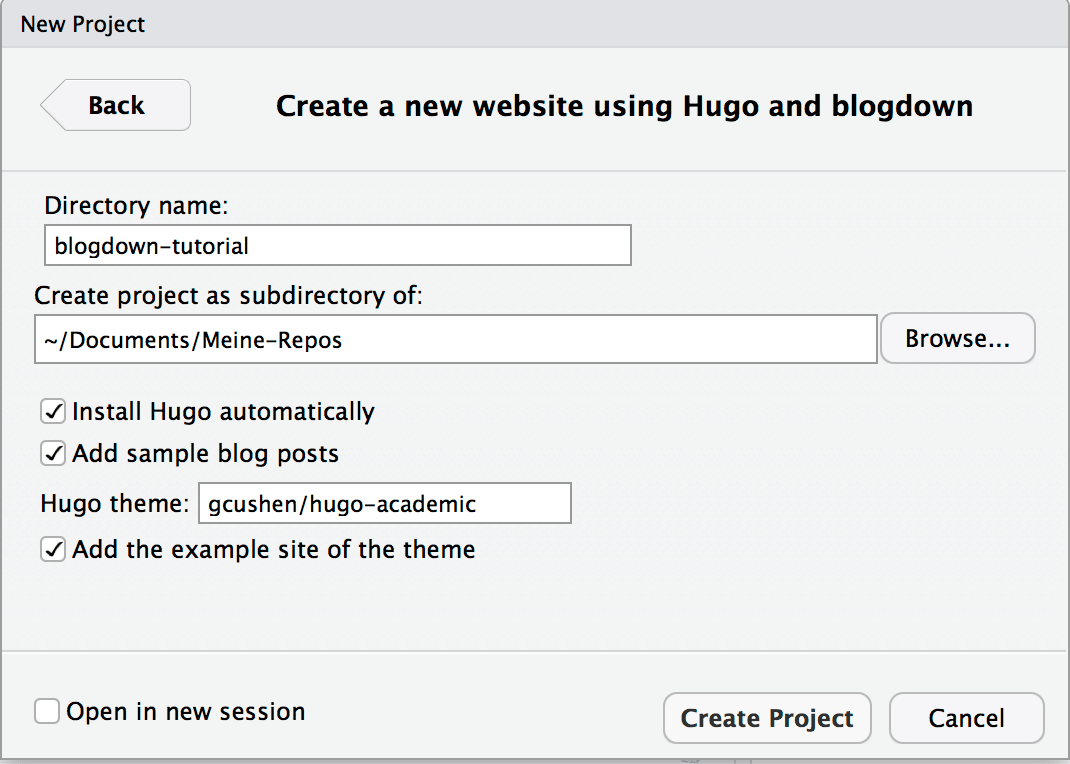 New Project
Back
Create a new website using Hugo and blogdown
Directory name:
blogdown-tutorial
Create project as subdirectory of:
~/Documents/Meine-Repos
Browse...
Install Hugo automatically
Add sample blog posts
Hugo theme: gcushen/hugo-academic
Add the example site of the theme
Open in new session
Create Project
Cancel